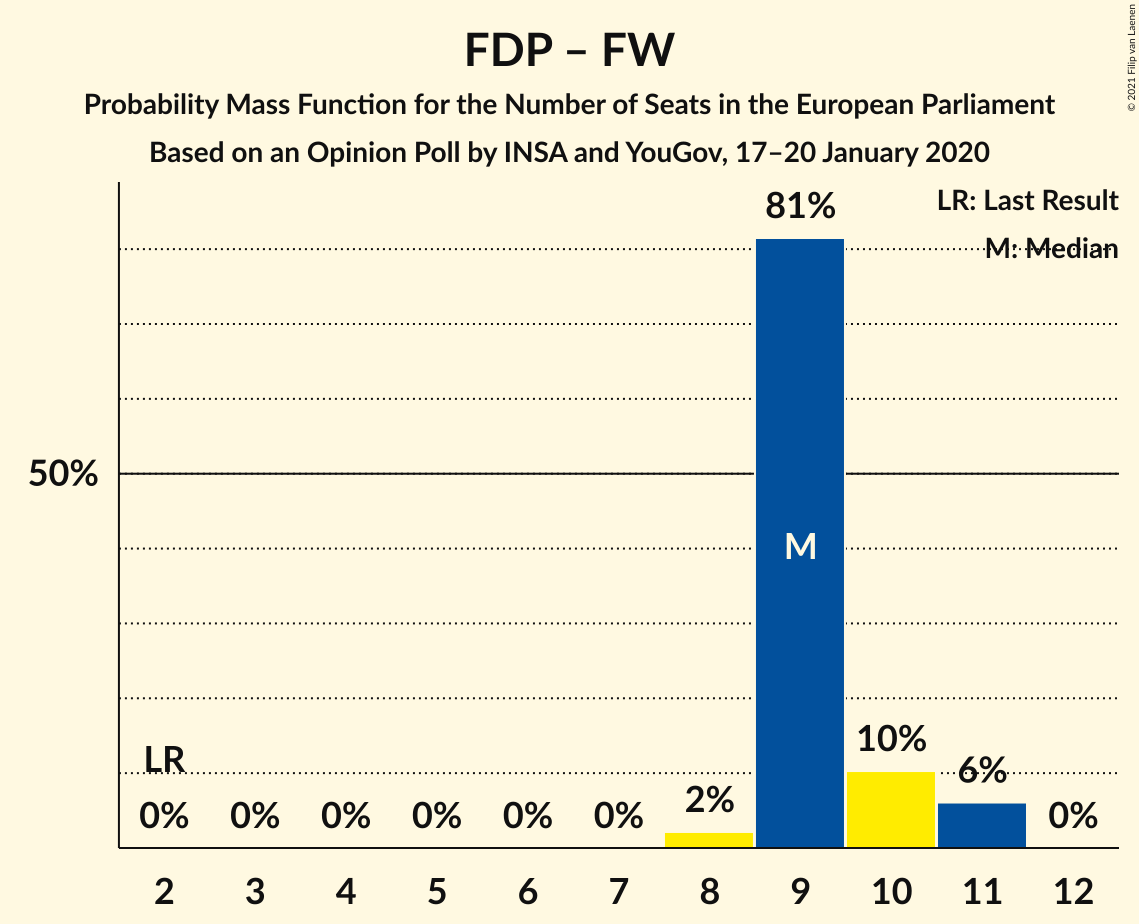 FDP – FW
Probability Mass Function for the Number of Seats in the European Parliament
Based on an Opinion Poll by INSA and YouGov, 17–20 January 2020
© 2021 Filip van Laenen
LR: Last Result
M: Median
81%
50%
M
LR
10%
6%
2%
0% 0% 0% 0% 0% 0% 0%
2 3 4 5 6 7 8 9 10 11 12